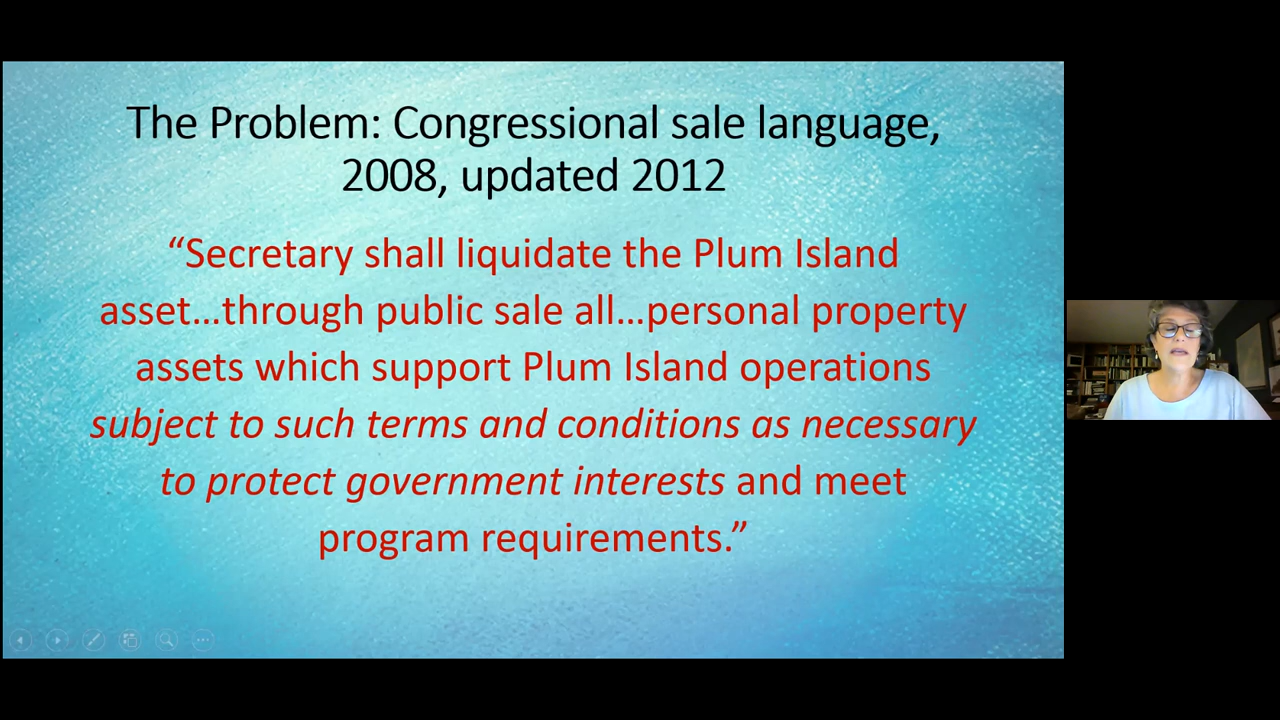 The Problem: Congressional sale language,
2008, updated 2012
“Secretary shall liquidate the Plum Island
asset…through public sale all…personal property
assets which support Plum Island operations
subject to such terms and conditions as necessary
to protect government interests and meet
program requirements.”